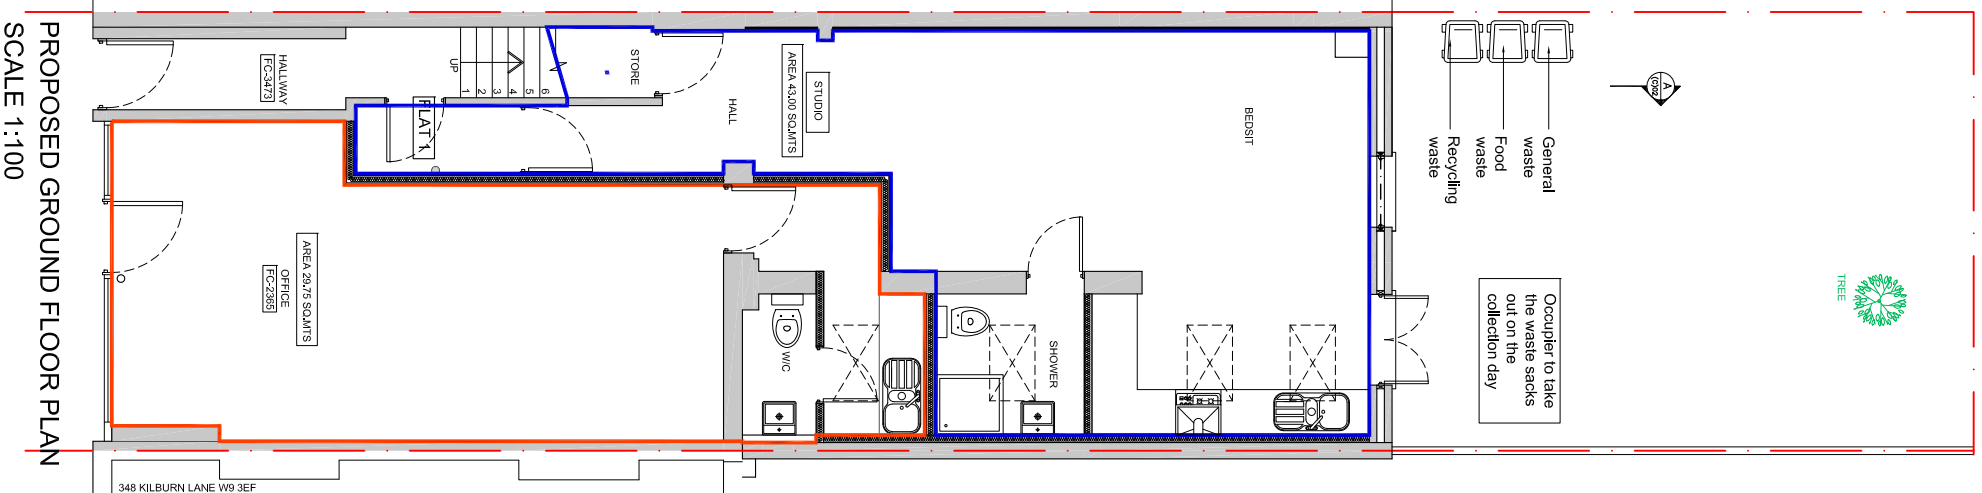 PROPOSED GROUND FLOOR PLAN
SCALE 1:100
HALLWAY
FC-3473
UP
1
2
3
4
5
6
FLAT 1
STORE
HALL
STUDIO
AREA 43.00 SQ.MTS
BEDSIT
AREA 29.75 SQ.MTS
OFFICE
FC-2365
W/C
SHOWER
General
waste
Food
waste
Recycling
waste
A
(C)02
Occupier to take
the waste sacks
out on the
collection day
TREE
348 KILBURN LANE W9 3EF